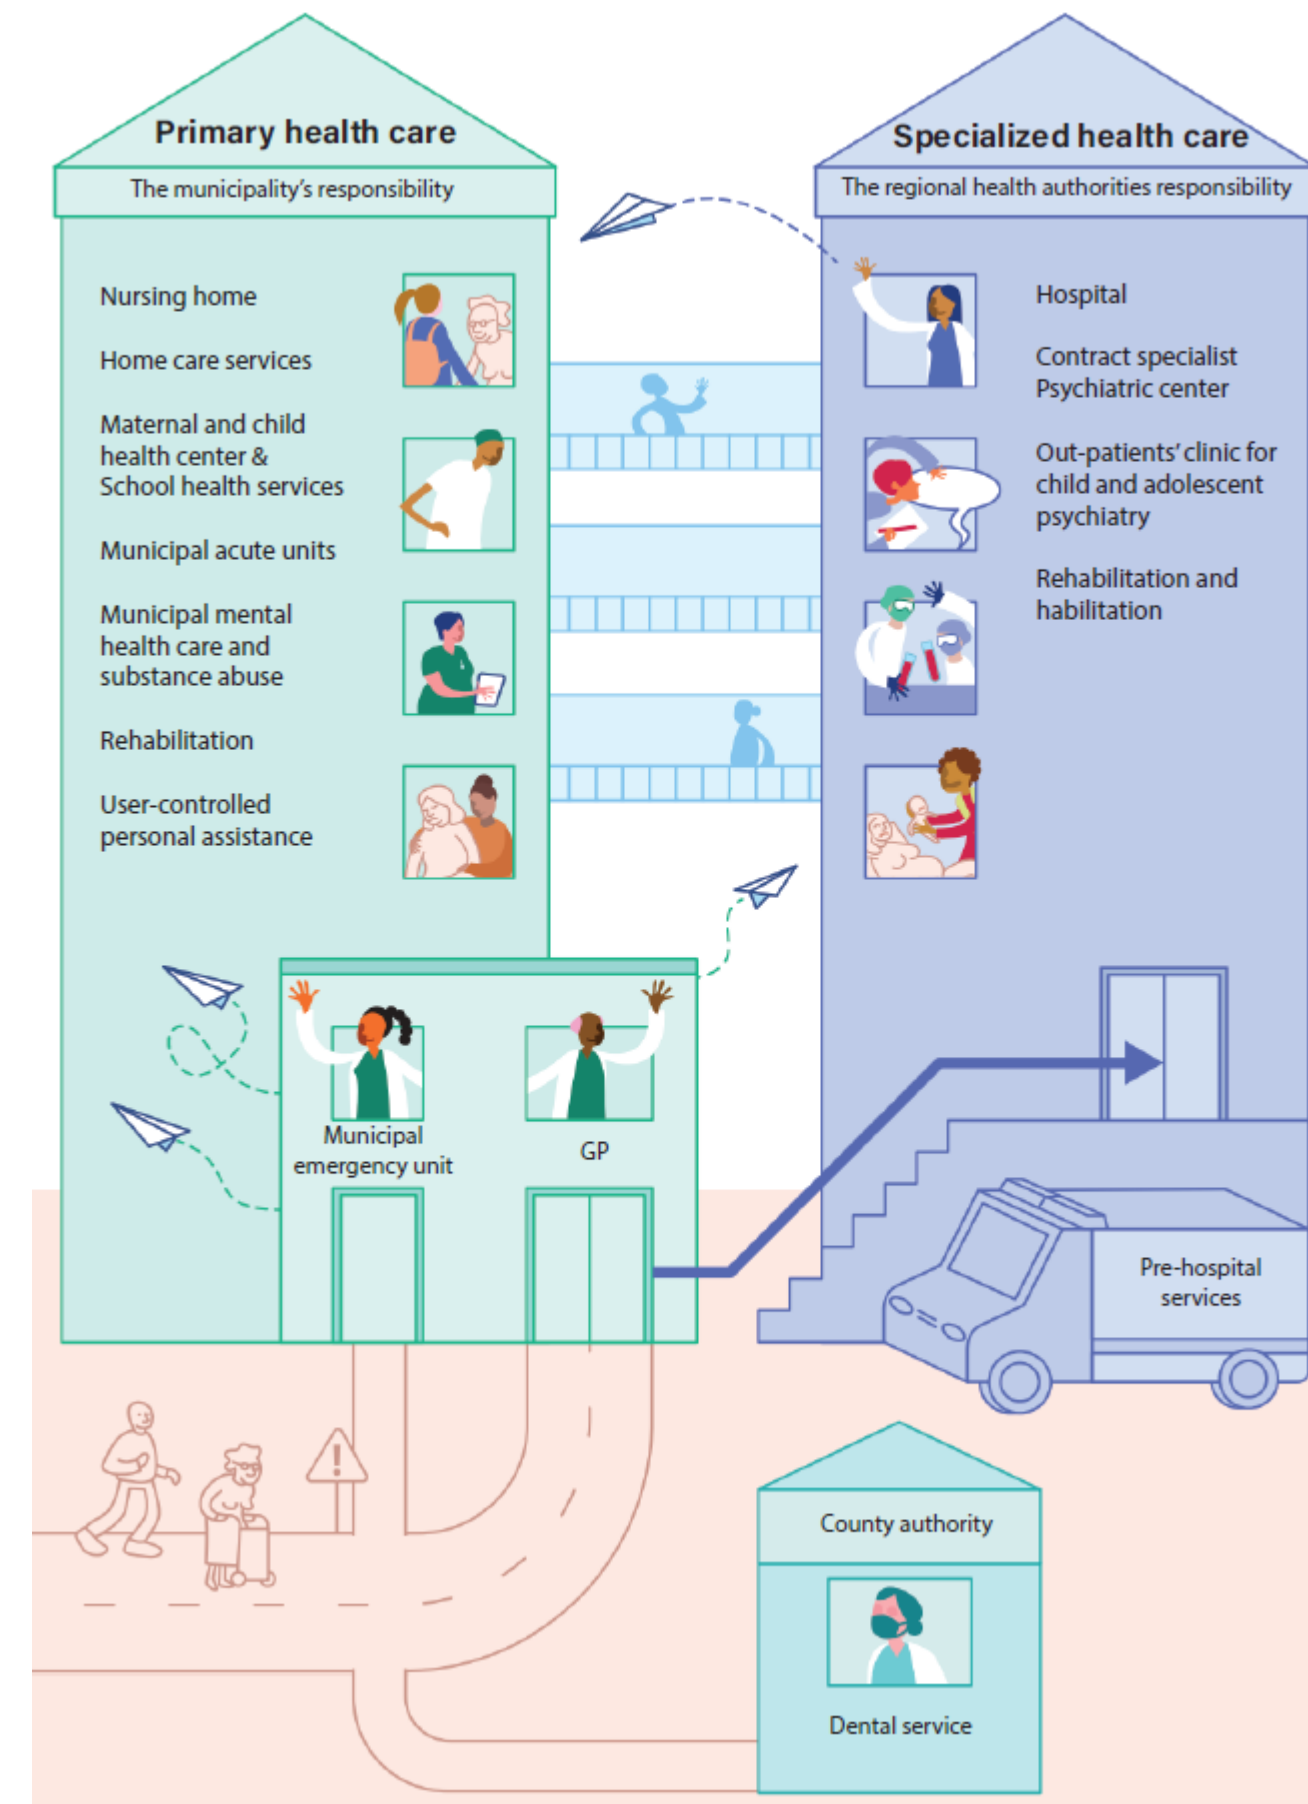 Primary health care
The municipality's responsibility
Nursing home
Home care services
Maternal and child
health center &
School health services
Municipal acute units
Municipal mental
health care and
substance abuse
Rehabilitation
User-controlled
personal assistance
Municipal
emergency unit
GP
Specialized health care
The regional health authorities responsibility
Hospital
Contract specialist
Psychiatric center
Out-patients' clinic for
child and adolescent
psychiatry
Rehabilitation and
habilitation
Pre-hospital
services
!
County authority
Dental service